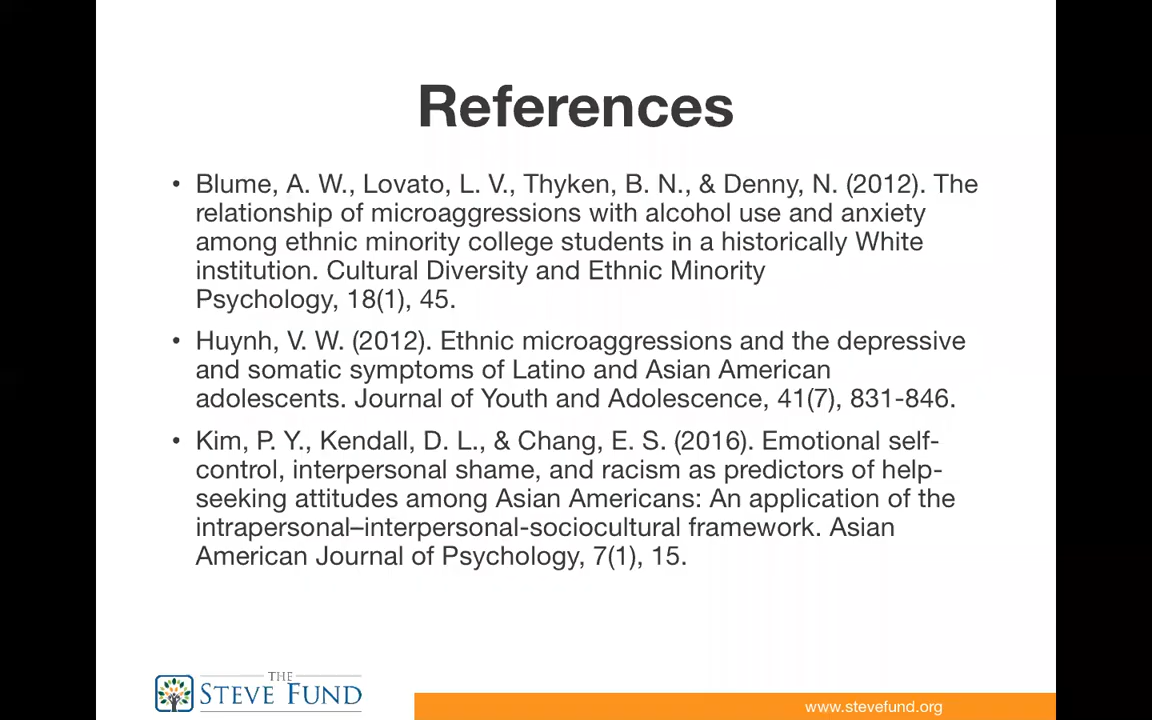 References
• Blume, A. W., Lovato, L. V., Thyken, B. N., & Denny, N. (2012). The
relationship of microaggressions with alcohol use and anxiety
among ethnic minority college students in a historically White
institution. Cultural Diversity and Ethnic Minority
Psychology, 18(1), 45.
• Huynh, V. W. (2012). Ethnic microaggressions and the depressive
and somatic symptoms of Latino and Asian American
adolescents. Journal of Youth and Adolescence, 41(7), 831-846.
• Kim, P. Y., Kendall, D. L., & Chang, E. S. (2016). Emotional self-
control, interpersonal shame, and racism as predictors of help-
seeking attitudes among Asian Americans: An application of the
intrapersonal–interpersonal-sociocultural framework. Asian
American Journal of Psychology, 7(1), 15.
THE
STEVE FUND
www.stevefund.org